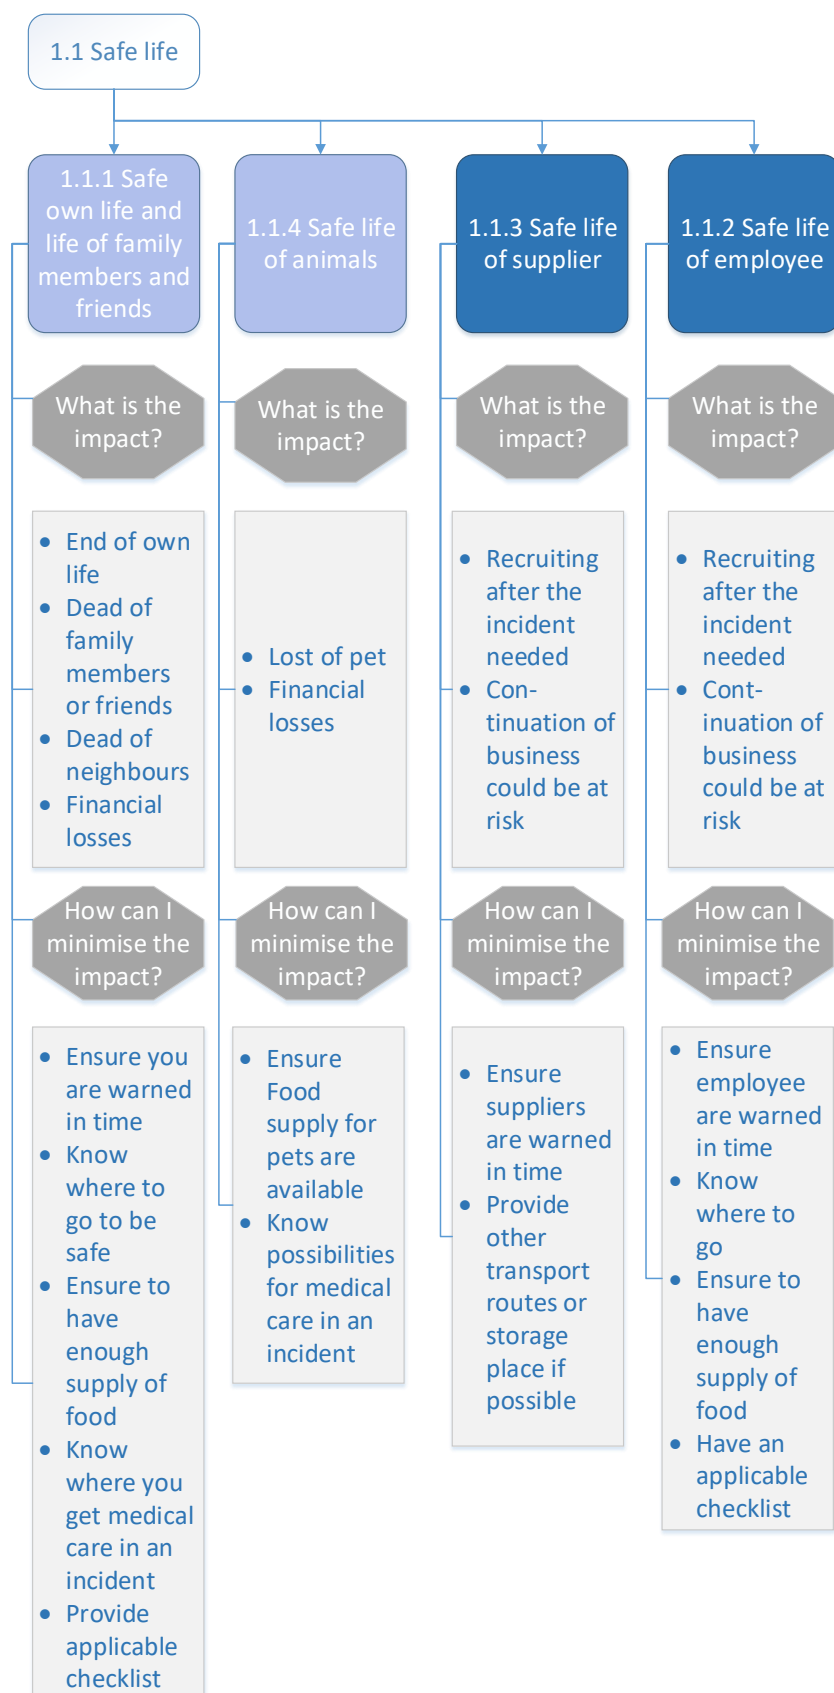 1.1 Safe life
1.1.1 Safe
own life and
life of family
members and
friends
1.1.4 Safe life
of animals
1.1.3 Safe life
of supplier
1.1.2 Safe life
of employee
What is the
impact?
What is the
impact?
What is the
impact?
What is the
impact?
• End of own
life
• Dead of
family
members
or friends
• Dead of
neighbours
• Financial
losses
• Lost of pet
• Financial
losses
• Recruiting
after the
incident
needed
• Con-
tinuation of
business
could be at
risk
• Recruiting
after the
incident
needed
• Cont-
inuation of
business
could be at
risk
How can I
minimise the
impact?
How can I
minimise the
impact?
How can I
minimise the
impact?
How can I
minimise the
impact?
• Ensure you
are warned
in time
• Know
where to
go to be
safe
• Ensure to
have
enough
supply of
food
• Know
where you
get medical
care in an
incident
• Provide
applicable
checklist
• Ensure
Food
supply for
pets are
available
• Know
possibilities
for medical
care in an
incident
• Ensure
suppliers
are warned
in time
• Provide
other
transport
routes or
storage
place if
possible
• Ensure
employee
are warned
in time
• Know
where to
go
• Ensure to
have
enough
supply of
food
• Have an
applicable
checklist